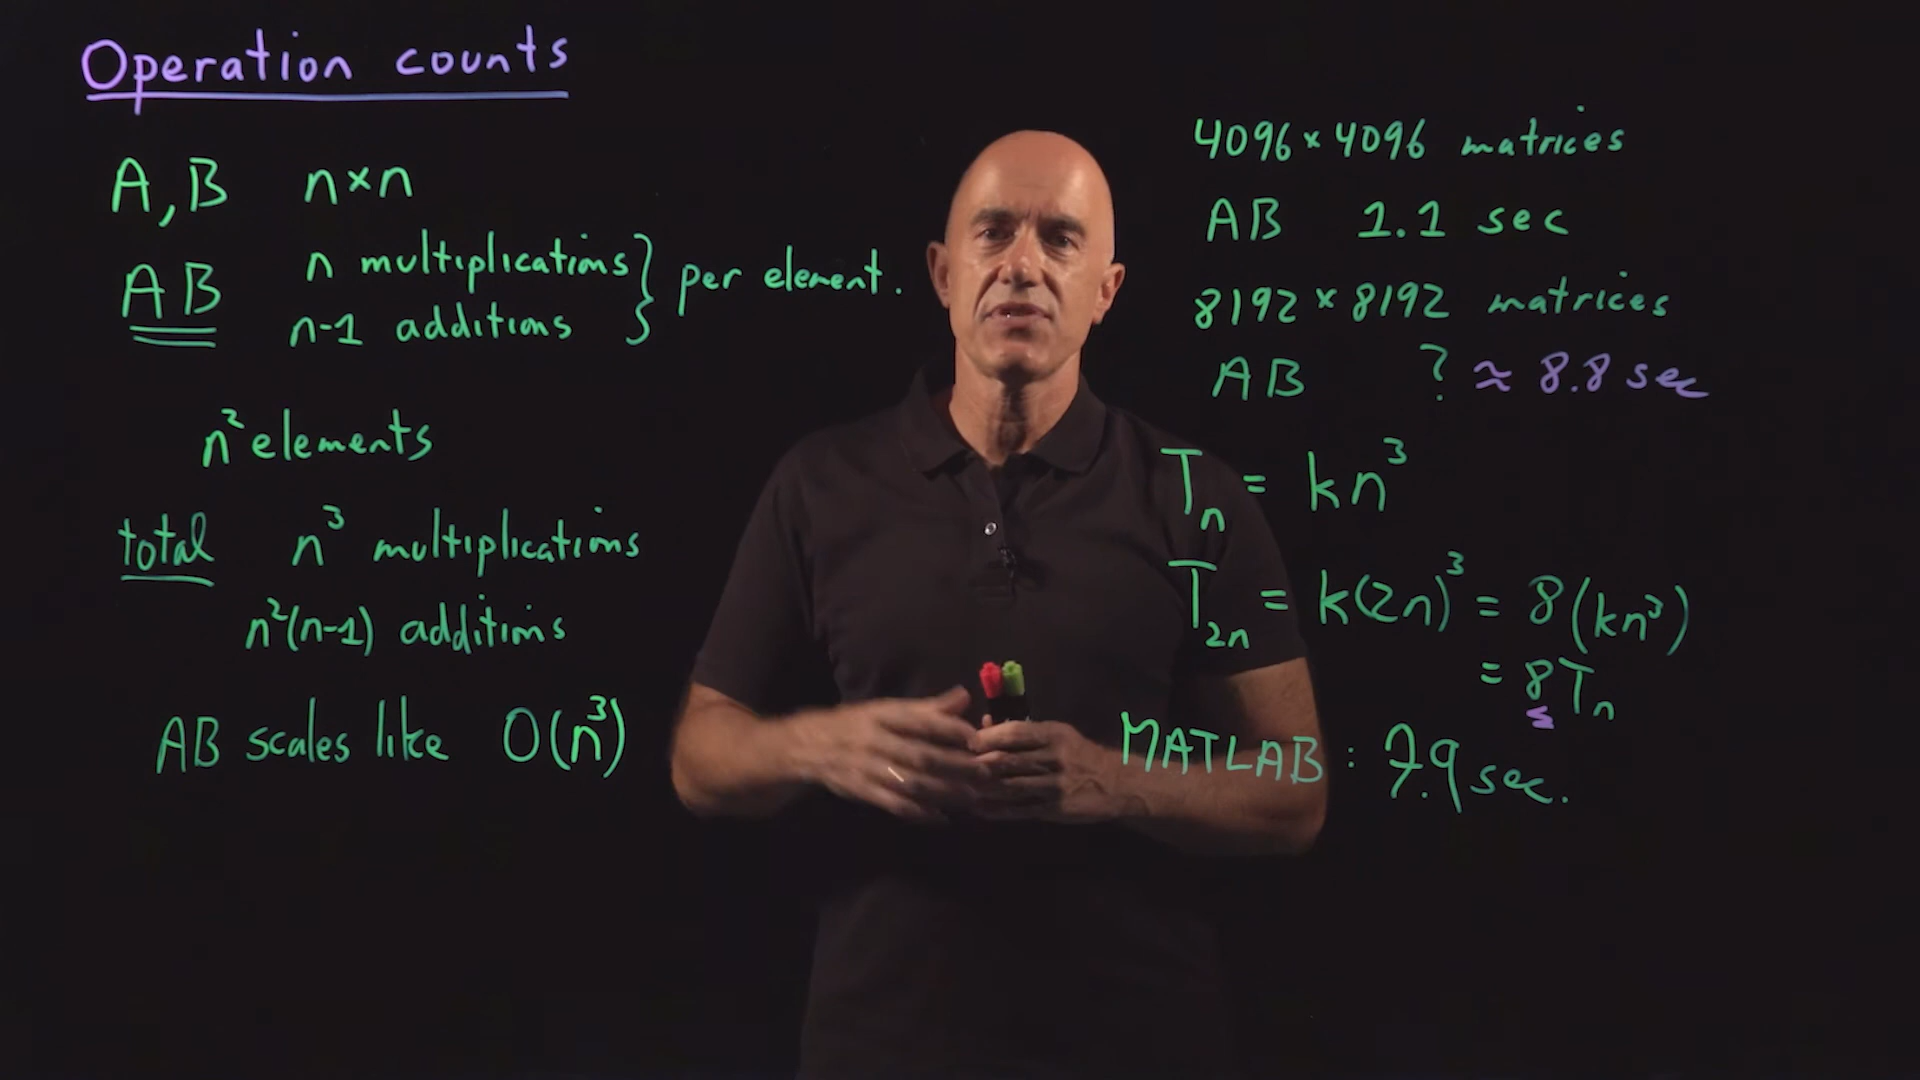 Operation counts
A, B n×n
AB n multiplications } per element.
n-1 additions
n² elements
total n³ multiplications
n²(n-1) additions
AB scales like O(n³)
4096 × 4096 matrices
AB 1.1 sec
8192 × 8192 matrices
AB ? ≈ 8.8 sec
Tₙ = kn³
T₂ₙ = k(2n)³ = 8(kn³)
= 8Tₙ
MATLAB : 7.9 sec.